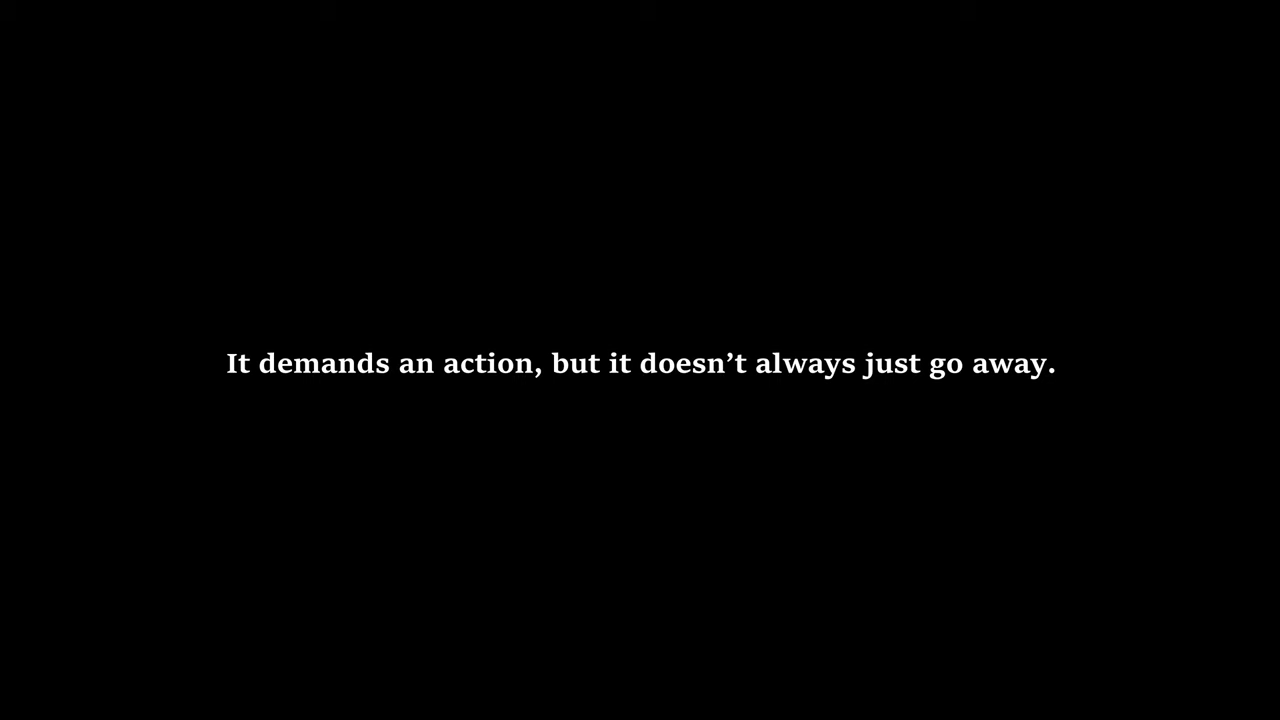 It demands an action, but it doesn’t always just go away.